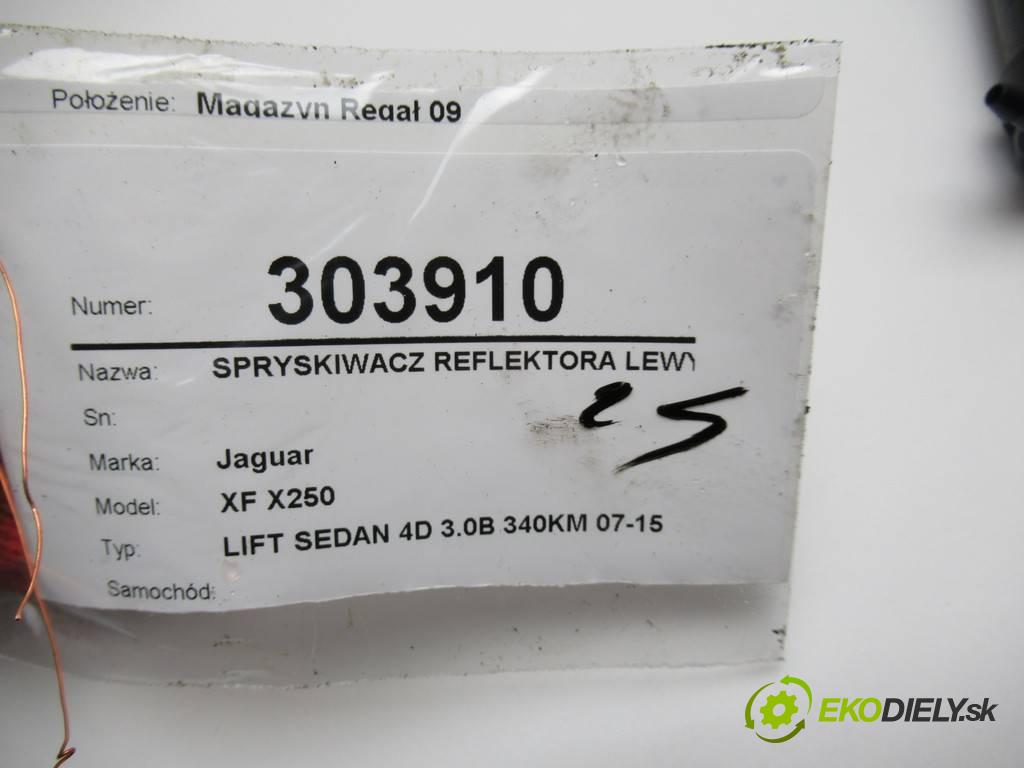 Położenie: Magazyn Regał 09
Numer: 303910
Nazwa: SPRYSKIWACZ REFLEKTORA LEWY
25
Sn:
Marka: Jaguar
Model: XF X250
Typ: LIFT SEDAN 4D 3.0B 340KM 07-15
Samochód:
EKODIELY.sk